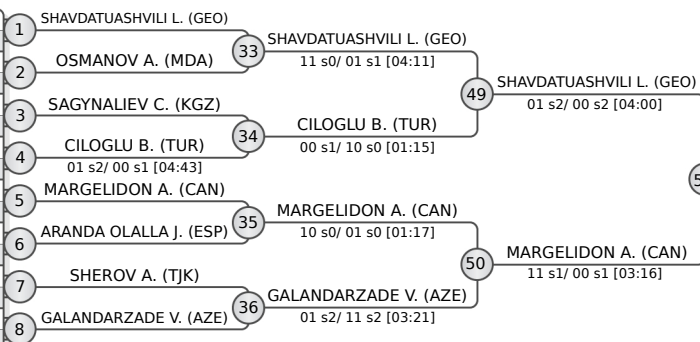 1
SHAVDATUASHVILI L. (GEO)
2
OSMANOV A. (MDA)
33
SHAVDATUASHVILI L. (GEO)
11 s0/ 01 s1 [04:11]
3
SAGYNALIEV C. (KGZ)
4
CILOGLU B. (TUR)
01 s2/ 00 s1 [04:43]
34
CILOGLU B. (TUR)
00 s1/ 10 s0 [01:15]
49
SHAVDATUASHVILI L. (GEO)
01 s2/ 00 s2 [04:00]
5
MARGELIDON A. (CAN)
6
ARANDA OLALLA J. (ESP)
35
MARGELIDON A. (CAN)
10 s0/ 01 s0 [01:17]
7
SHEROV A. (TJK)
8
GALANDARZADE V. (AZE)
36
GALANDARZADE V. (AZE)
01 s2/ 11 s2 [03:21]
50
MARGELIDON A. (CAN)
11 s1/ 00 s1 [03:16]